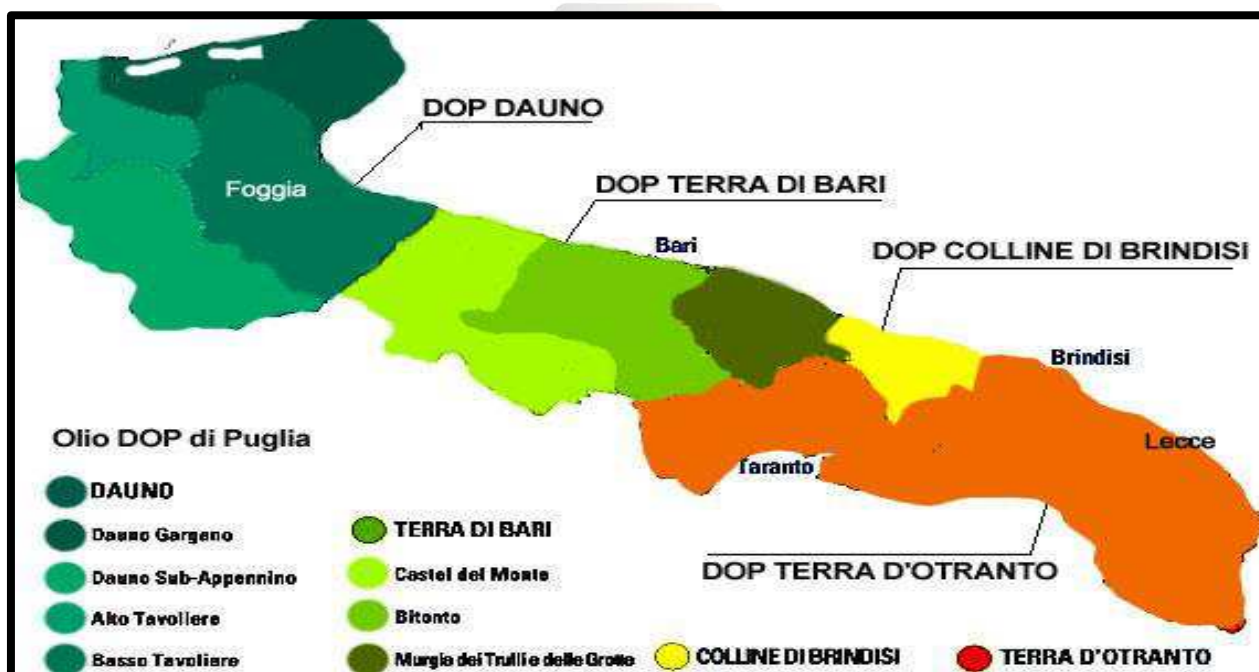 DOP DAUNO
DOP TERRA DI BARI
DOP COLLINE DI BRINDISI
Foggia
Bari
Brindisi
Lecce
Taranto
DOP TERRA D'OTRANTO
Olio DOP di Puglia
DAUNO
Dauno Gargano
Dauno Sub-Appennino
Alto Tavoliere
Basso Tavoliere
TERRA DI BARI
Castel del Monte
Bitonto
Murgia dei Trulli e delle Grotte
COLLINE DI BRINDISI
TERRA D'OTRANTO